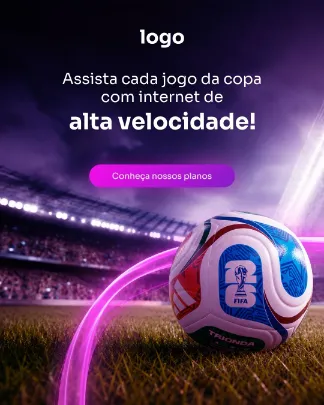 logo
Assista cada jogo da copa
com internet de
alta velocidade!
Conheça nossos planos
FIFA
TRIONDA